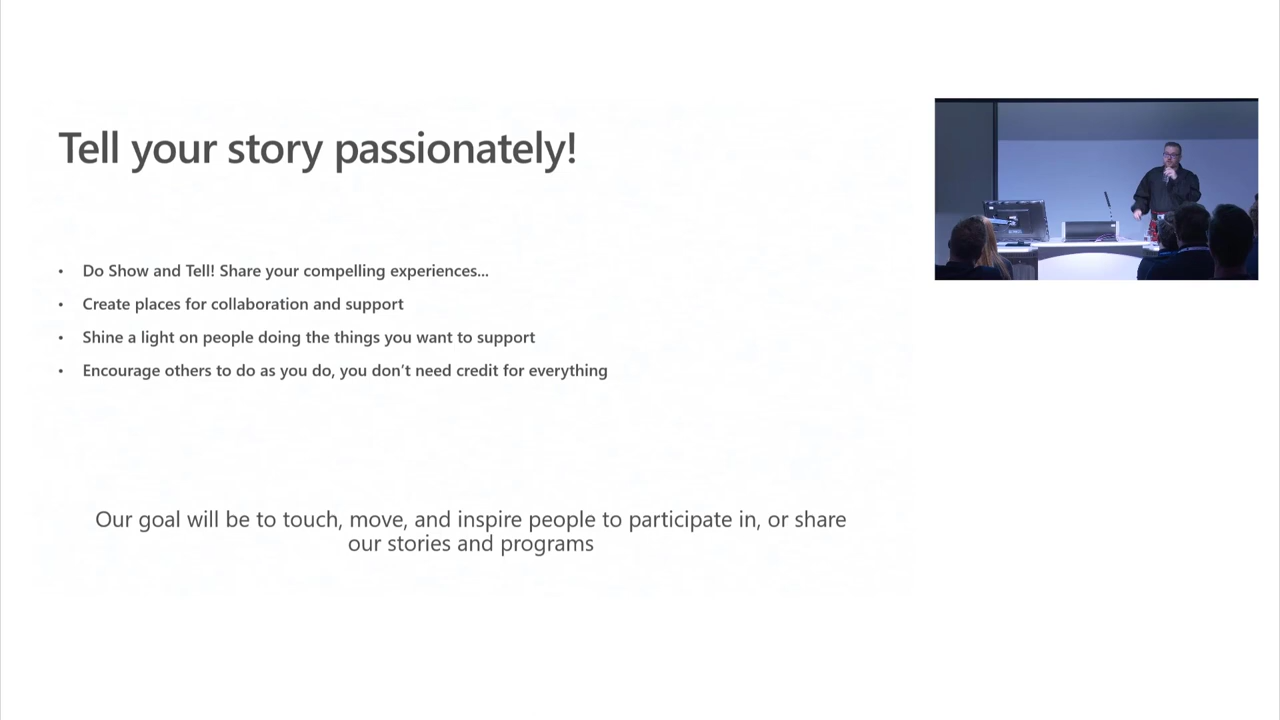 Tell your story passionately!
• Do Show and Tell! Share your compelling experiences...
• Create places for collaboration and support
• Shine a light on people doing the things you want to support
• Encourage others to do as you do, you don’t need credit for everything
Our goal will be to touch, move, and inspire people to participate in, or share
our stories and programs